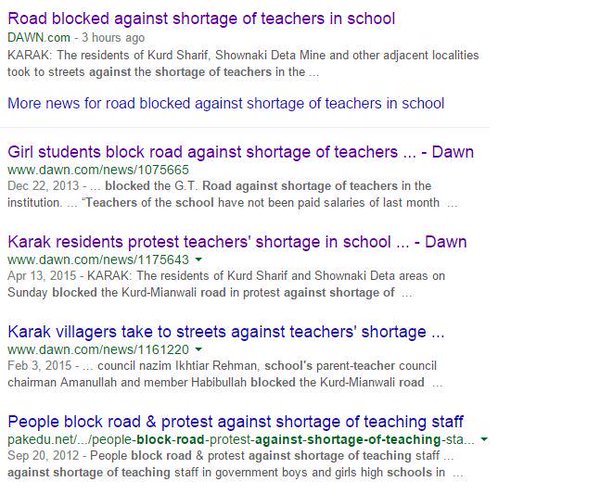 Road blocked against shortage of teachers in school
DAWN.com - 3 hours ago
KARAK: The residents of Kurd Sharif, Shownaki Deta Mine and other adjacent localities
took to streets against the shortage of teachers in the ...
More news for road blocked against shortage of teachers in school
Girl students block road against shortage of teachers ... - Dawn
www.dawn.com/news/1075665
Dec 22, 2013 - ... blocked the G.T. Road against shortage of teachers in the
institution. ... “Teachers of the school have not been paid salaries of last month ...
Karak residents protest teachers' shortage in school ... - Dawn
www.dawn.com/news/1175643
Apr 13, 2015 - KARAK: The residents of Kurd Sharif and Shownaki Deta areas on
Sunday blocked the Kurd-Mianwali road in protest against shortage of ...
Karak villagers take to streets against teachers' shortage ...
www.dawn.com/news/1161220
Feb 3, 2015 - ... council nazim Ikhtiar Rehman, school's parent-teacher council
chairman Amanullah and member Habibullah blocked the Kurd-Mianwali road ...
People block road & protest against shortage of teaching staff
pakedu.net/.../people-block-road-protest-against-shortage-of-teaching-sta...
Sep 20, 2012 - People block road & protest against shortage of teaching staff ...
against shortage of teaching staff in government boys and girls high schools in ...